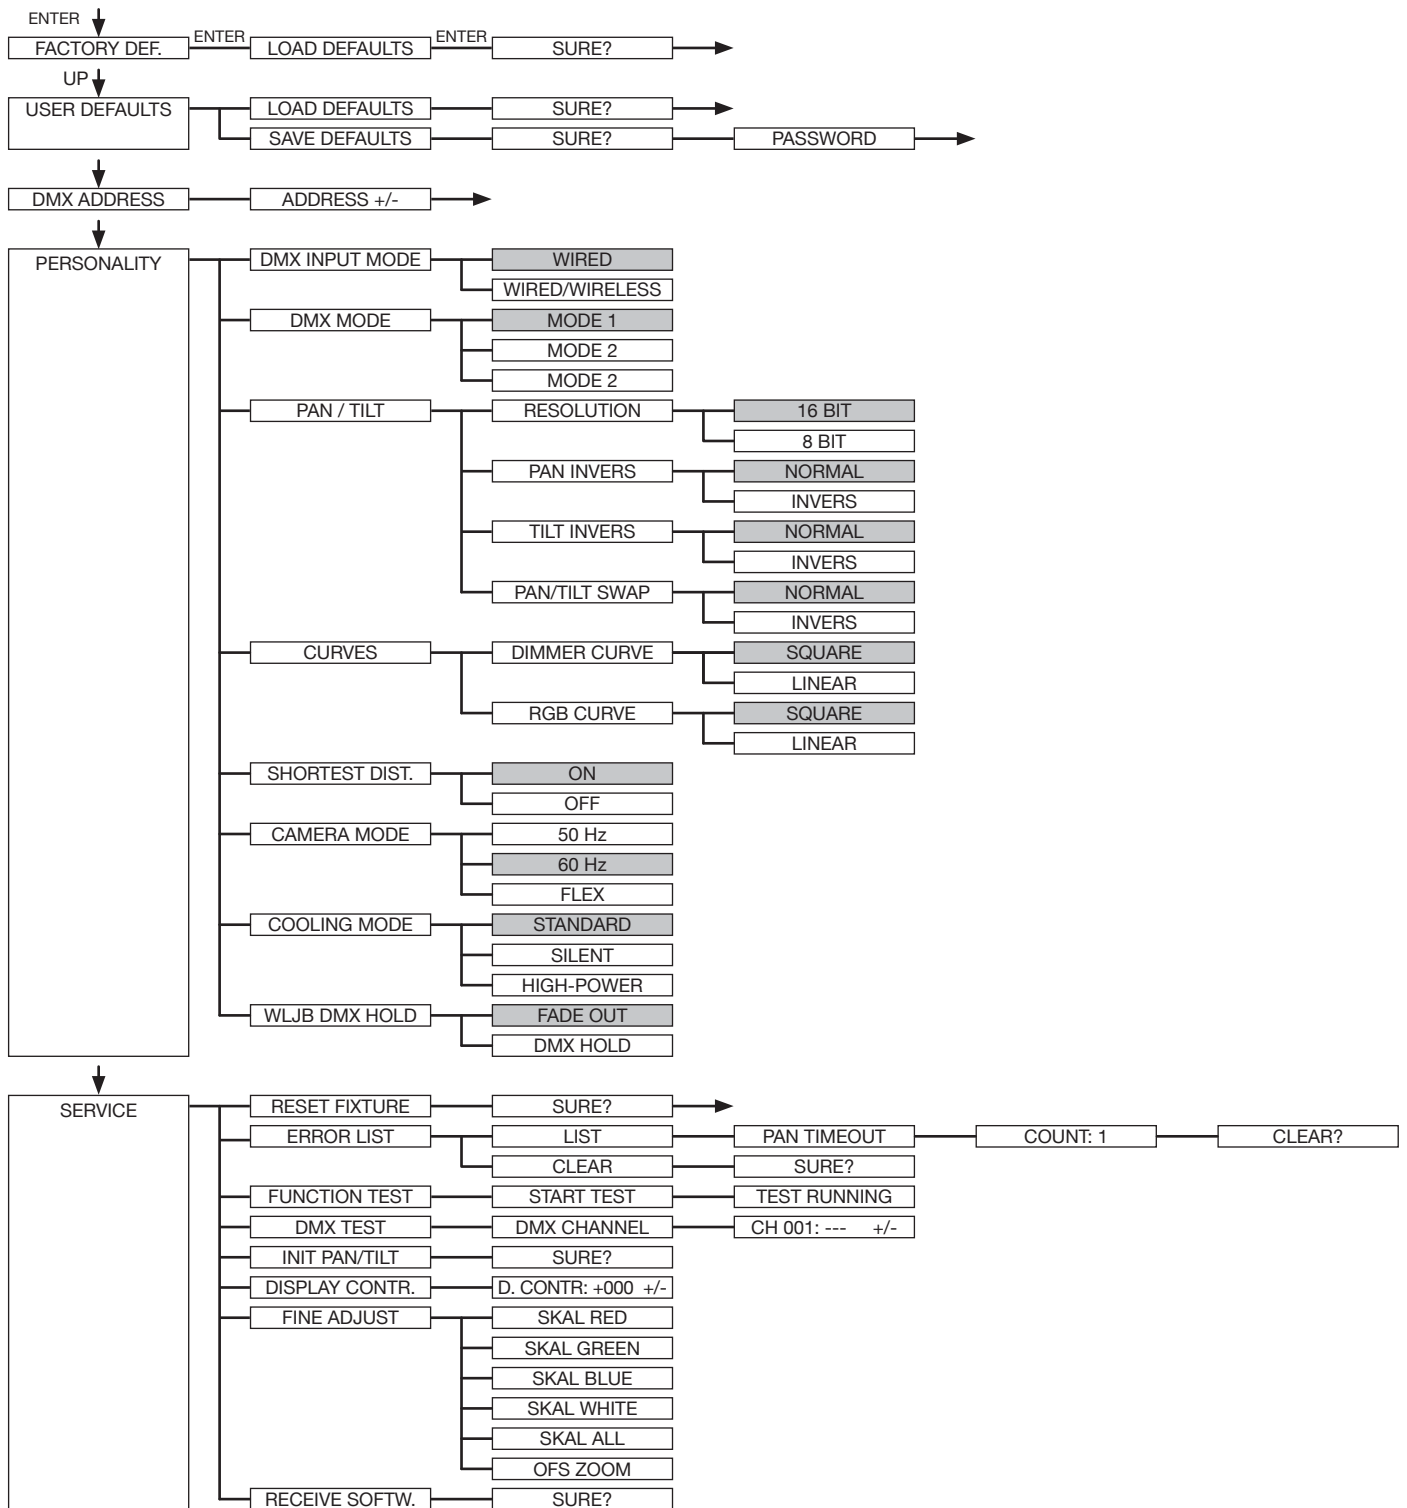 ENTER
FACTORY DEF. ENTER LOAD DEFAULTS ENTER SURE?
UP
USER DEFAULTS LOAD DEFAULTS SURE?
SAVE DEFAULTS SURE? PASSWORD
DMX ADDRESS ADDRESS +/-
PERSONALITY DMX INPUT MODE WIRED
WIRED/WIRELESS
DMX MODE MODE 1
MODE 2
MODE 2
PAN / TILT RESOLUTION 16 BIT
8 BIT
PAN INVERS NORMAL
INVERS
TILT INVERS NORMAL
INVERS
PAN/TILT SWAP NORMAL
INVERS
CURVES DIMMER CURVE SQUARE
LINEAR
RGB CURVE SQUARE
LINEAR
SHORTEST DIST. ON
OFF
CAMERA MODE 50 Hz
60 Hz
FLEX
COOLING MODE STANDARD
SILENT
HIGH-POWER
WLJB DMX HOLD FADE OUT
DMX HOLD
SERVICE RESET FIXTURE SURE?
ERROR LIST LIST PAN TIMEOUT COUNT: 1 CLEAR?
CLEAR SURE?
FUNCTION TEST START TEST TEST RUNNING
DMX TEST DMX CHANNEL CH 001: --- +/-
INIT PAN/TILT SURE?
DISPLAY CONTR. D. CONTR: +000 +/-
FINE ADJUST SKAL RED
SKAL GREEN
SKAL BLUE
SKAL WHITE
SKAL ALL
OFS ZOOM
RECEIVE SOFTW. SURE?